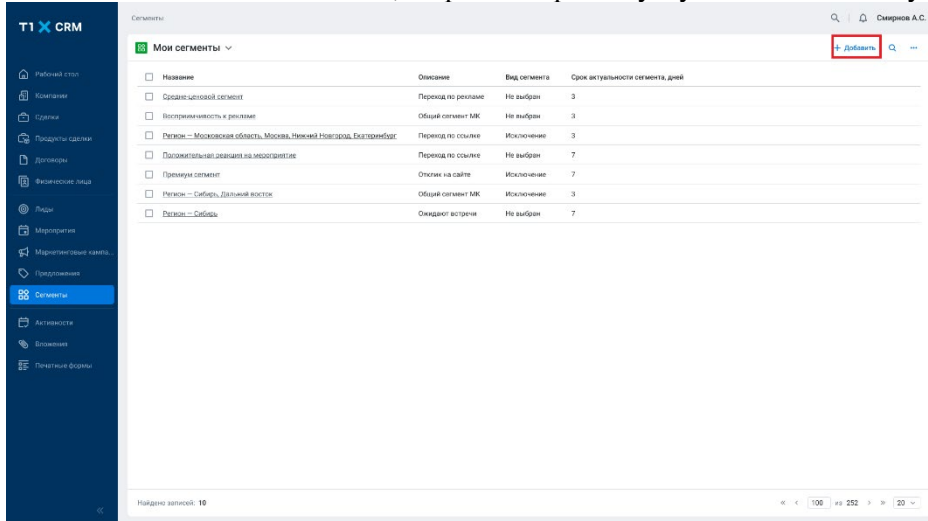 Сегменты
Смирнов А.С.
T1 CRM
Мои сегменты
+ Добавить
Рабочий стол
Компании
Сделки
Продукты сделки
Договоры
Физические лица
Лиды
Мероприятия
Маркетинговые кампа...
Предложения
Сегменты
Активности
Вложения
Печатные формы
Название Описание Вид сегмента Срок актуальности сегмента, дней
Средне-ценовой сегмент Переход по рекламе Не выбран 3
Восприимчивость к рекламе Общий сегмент МК Не выбран 3
Регион — Московская область, Москва, Нижний Новгород, Екатеринбург Переход по ссылке Исключение 3
Положительная реакция на мероприятие Переход по ссылке Не выбран 7
Премиум сегмент Отклик на сайте Исключение 7
Регион — Сибирь, Дальний восток Общий сегмент МК Исключение 3
Регион — Сибирь Ожидают встречи Не выбран 7
Найдено записей: 10
100 из 252 20